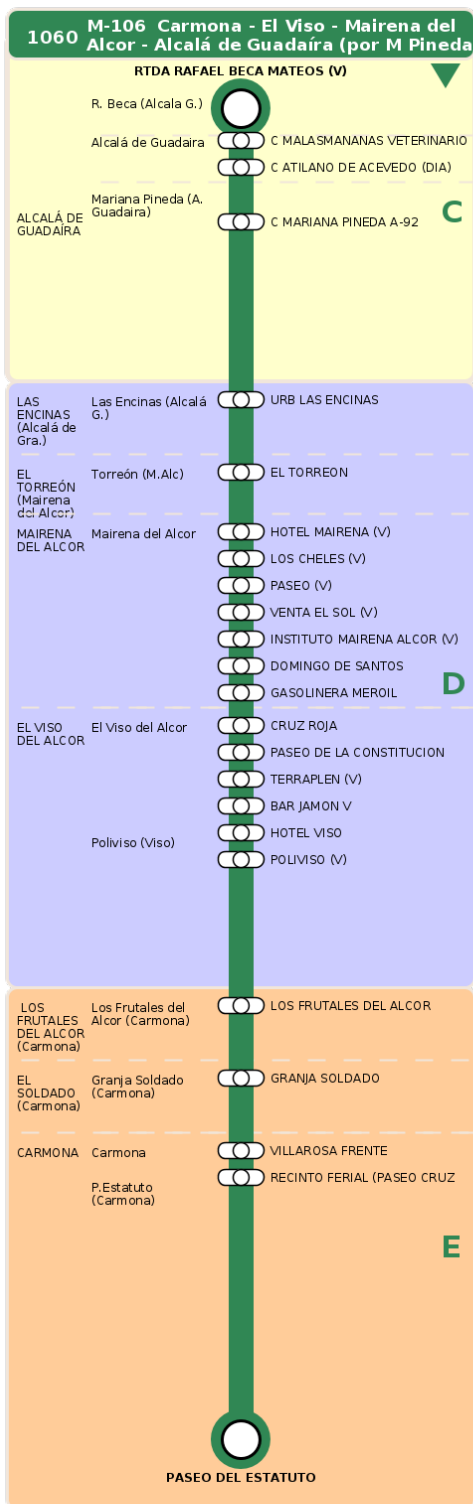 1060 M-106 Carmona - El Viso - Mairena del
Alcor - Alcalá de Guadaíra (por M Pineda
RTDA RAFAEL BECA MATEOS (V)
R. Beca (Alcala G.)
Alcalá de Guadaira
C MALASMAÑANAS VETERINARIO
C ATILANO DE ACEVEDO (DIA)
Mariana Pineda (A.
Guadaira)
ALCALÁ DE
GUADAÍRA
C MARIANA PINEDA A-92
C
LAS
ENCINAS
(Alcalá de
Gra.)
Las Encinas (Alcalá
G.)
URB LAS ENCINAS
EL
TORREÓN
(Mairena
del Alcor)
Torreón (M.Alc)
EL TORREON
MAIRENA
DEL ALCOR
Mairena del Alcor
HOTEL MAIRENA (V)
LOS CHELES (V)
PASEO (V)
VENTA EL SOL (V)
INSTITUTO MAIRENA ALCOR (V)
DOMINGO DE SANTOS
GASOLINERA MEROIL
D
EL VISO
DEL ALCOR
El Viso del Alcor
CRUZ ROJA
PASEO DE LA CONSTITUCION
TERRAPLEN (V)
BAR JAMON V
HOTEL VISO
Poliviso (Viso)
POLIVISO (V)
LOS
FRUTALES
DEL ALCOR
(Carmona)
Los Frutales del
Alcor (Carmona)
LOS FRUTALES DEL ALCOR
EL
SOLDADO
(Carmona)
Granja Soldado
(Carmona)
GRANJA SOLDADO
CARMONA
Carmona
VILLAROSA FRENTE
P.Estatuto
(Carmona)
RECINTO FERIAL (PASEO CRUZ
E
PASEO DEL ESTATUTO